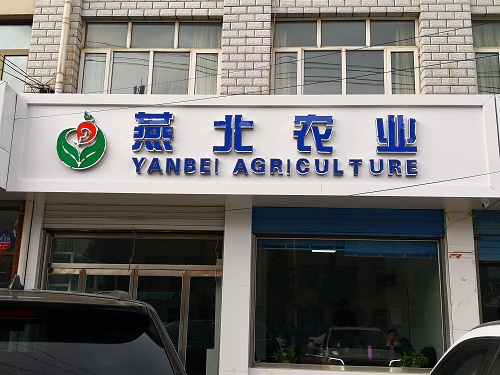 燕北农业
YANBEI AGRICULTURE